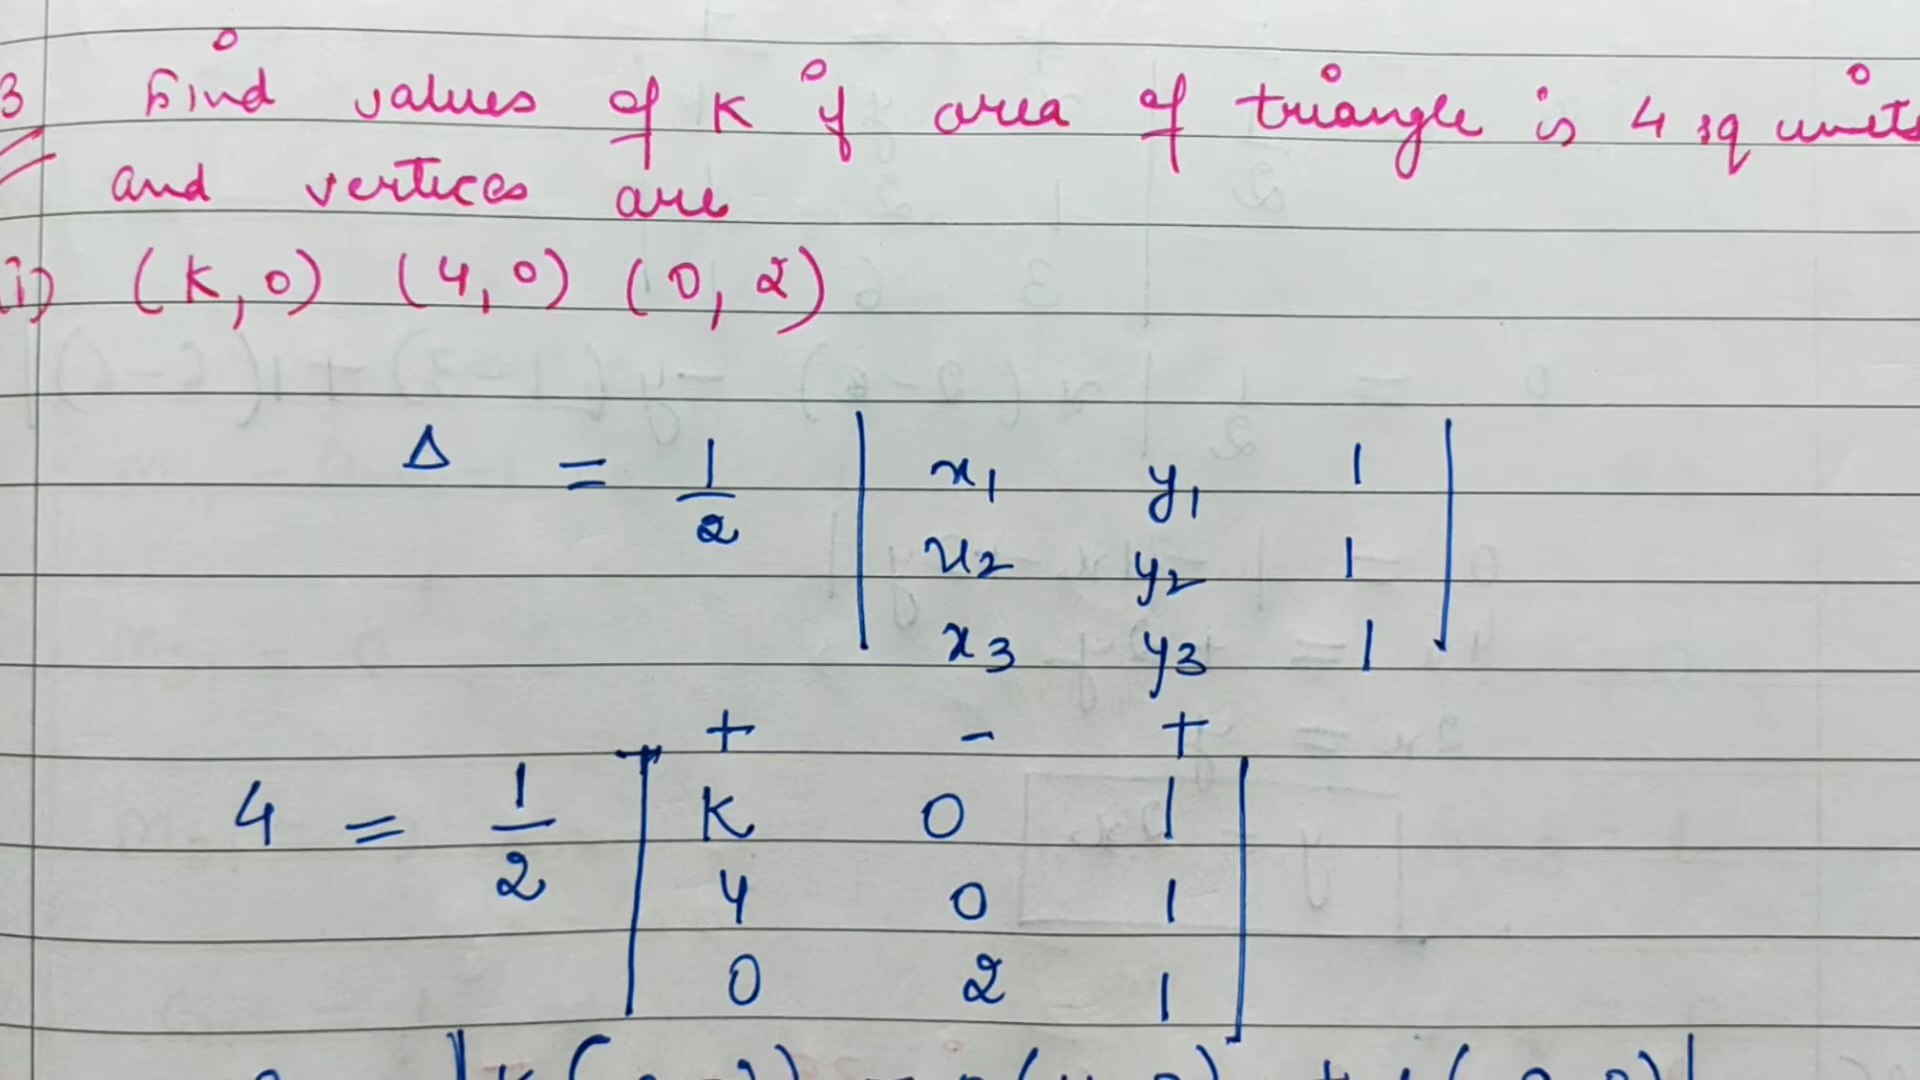 3 Find values of K if area of triangle is 4 sq units
and vertices are
i) (K,0) (4,0) (0,2)
Δ = 1/2 | x1 y1 1 |
| x2 y2 1 |
| x3 y3 1 |
+ - +
4 = 1/2 | K 0 1 |
| 4 0 1 |
| 0 2 1 |